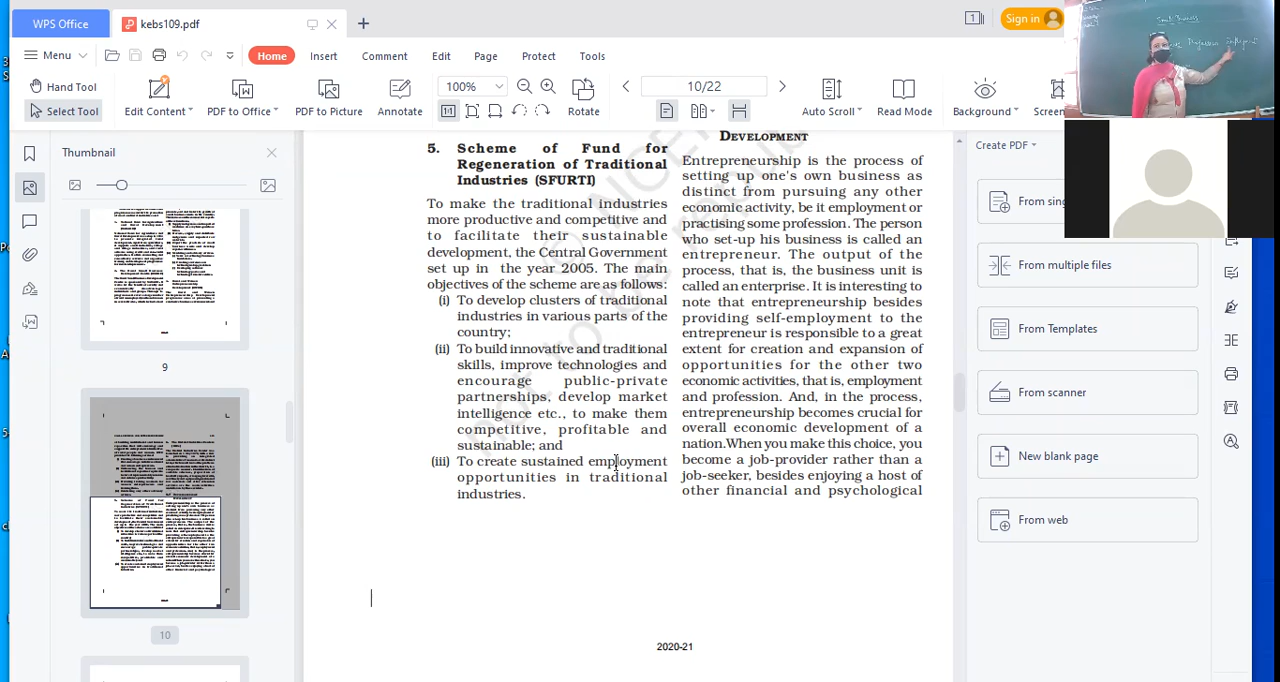 WPS Office
kebs109.pdf
1
Sign in
Menu
Home
Insert
Comment
Edit
Page
Protect
Tools
Hand Tool
Select Tool
Edit Content
PDF to Office
PDF to Picture
Annotate
100%
Rotate
10/22
Auto Scroll
Read Mode
Background
Screen
Thumbnail
9
10
5. Scheme of Fund for
Regeneration of Traditional
Industries (SFURTI)
To make the traditional industries
more productive and competitive and
to facilitate their sustainable
development, the Central Government
set up in the year 2005. The main
objectives of the scheme are as follows:
(i) To develop clusters of traditional
industries in various parts of the
country;
(ii) To build innovative and traditional
skills, improve technologies and
encourage public-private
partnerships, develop market
intelligence etc., to make them
competitive, profitable and
sustainable; and
(iii) To create sustained employment
opportunities in traditional
industries.
DEVELOPMENT
Entrepreneurship is the process of
setting up one's own business as
distinct from pursuing any other
economic activity, be it employment or
practising some profession. The person
who set-up his business is called an
entrepreneur. The output of the
process, that is, the business unit is
called an enterprise. It is interesting to
note that entrepreneurship besides
providing self-employment to the
entrepreneur is responsible to a great
extent for creation and expansion of
opportunities for the other two
economic activities, that is, employment
and profession. And, in the process,
entrepreneurship becomes crucial for
overall economic development of a
nation.When you make this choice, you
become a job-provider rather than a
job-seeker, besides enjoying a host of
other financial and psychological
2020-21
Create PDF
From sing
From multiple files
From Templates
From scanner
New blank page
From web